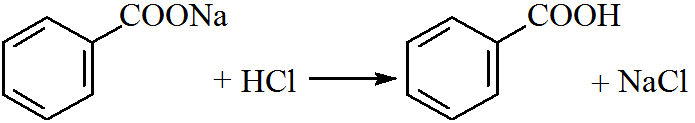 COONa + HCl COOH + NaCl